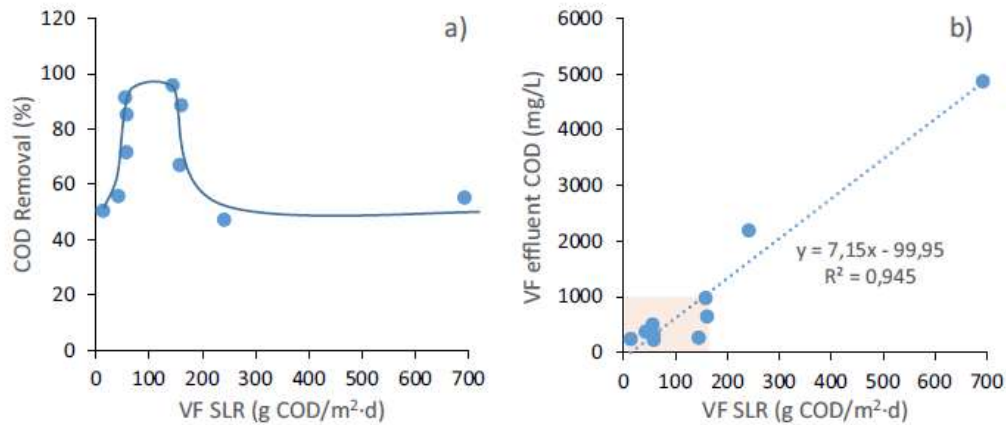 a)
COD Removal (%)
120
100
80
60
40
20
0
0 100 200 300 400 500 600 700
VF SLR (g COD/m²·d)
b)
VF effluent COD (mg/L)
6000
5000
4000
3000
2000
1000
0
y = 7,15x - 99,95
R² = 0,945
0 100 200 300 400 500 600 700
VF SLR (g COD/m²·d)